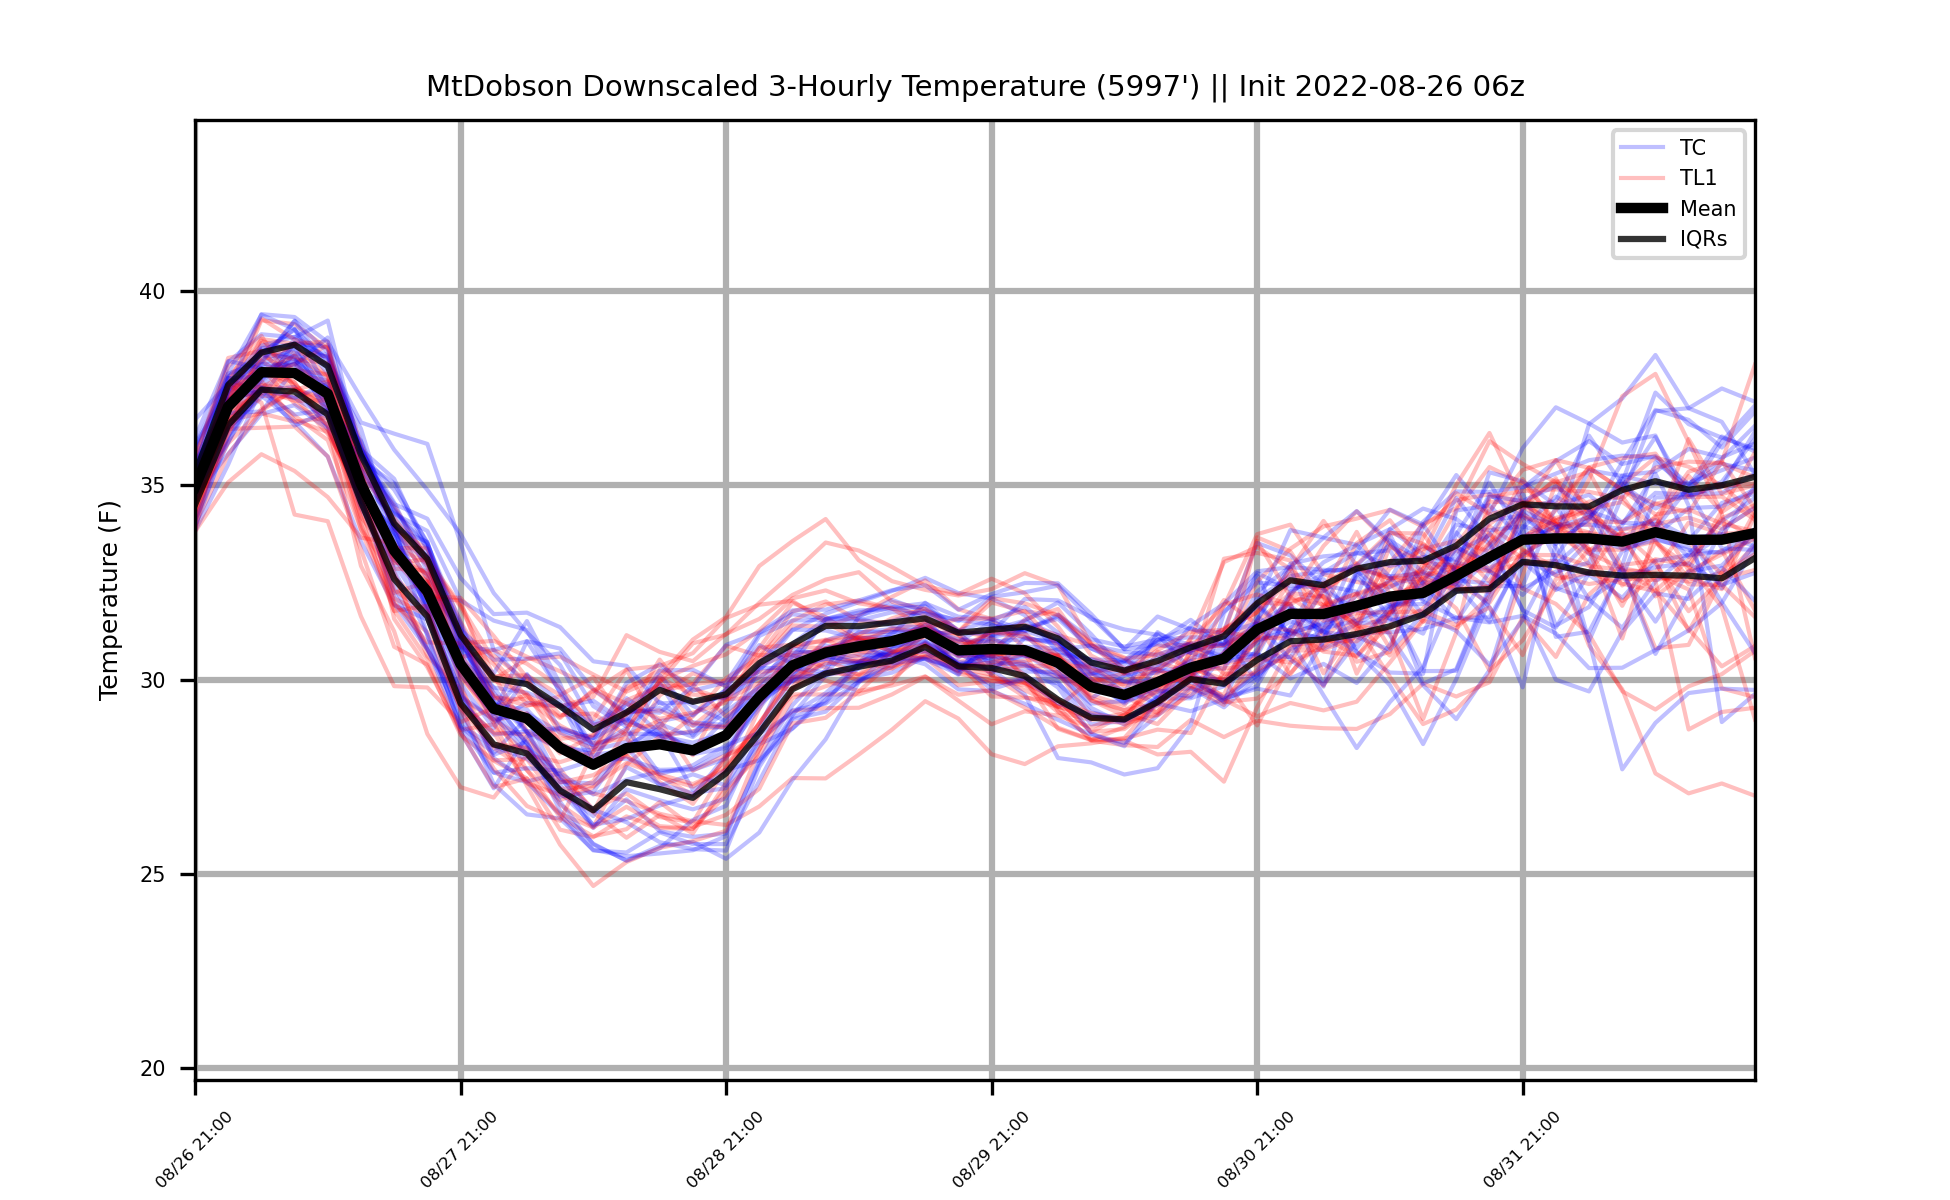 MtDobson Downscaled 3-Hourly Temperature (5997') || Init 2022-08-26 06z
TC
TL1
Mean
IQRs
Temperature (F)
40
35
30
25
20
08/26 21:00
08/27 21:00
08/28 21:00
08/29 21:00
08/30 21:00
08/31 21:00